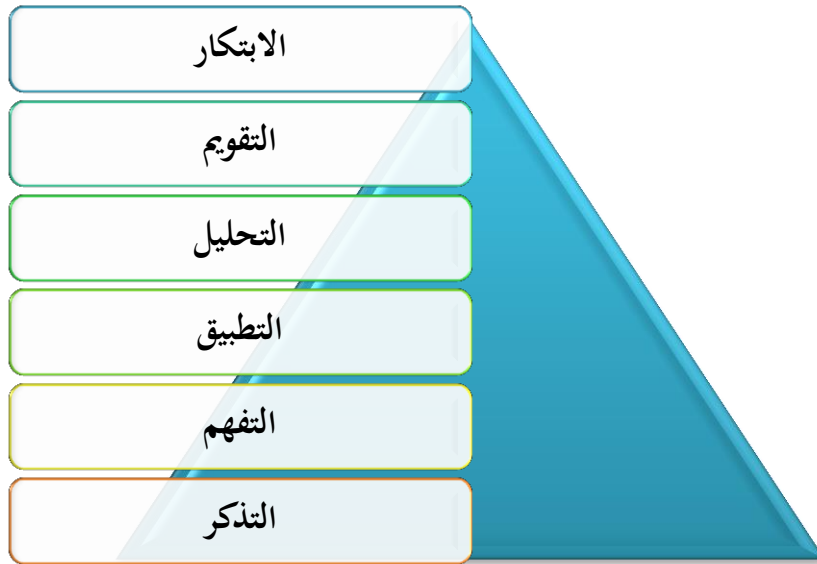 الابتكار
التقويم
التحليل
التطبيق
التفهم
التذكر